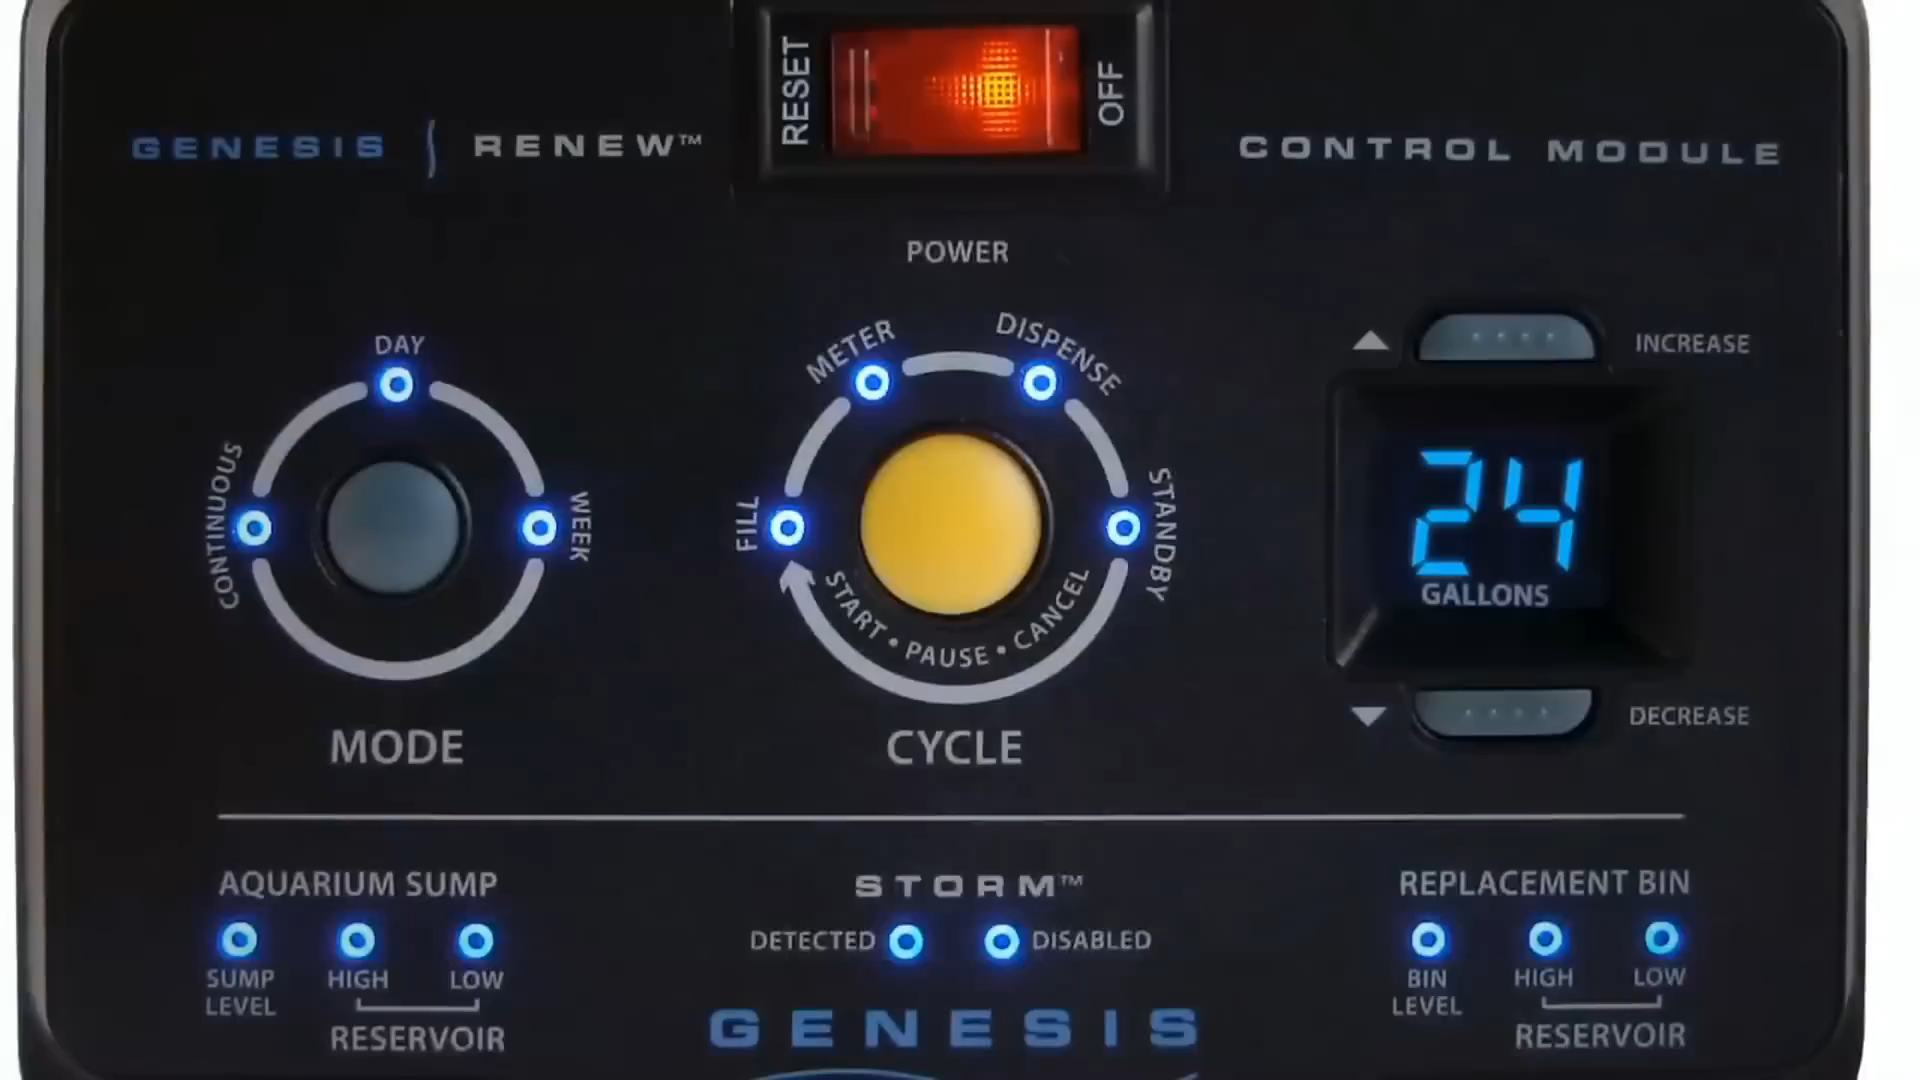 RESET
OFF
GENESIS RENEW™
CONTROL MODULE
POWER
DAY
CONTINUOUS
WEEK
MODE
METER
DISPENSE
FILL
STANDBY
START • PAUSE • CANCEL
CYCLE
INCREASE
24
GALLONS
DECREASE
AQUARIUM SUMP
SUMP LEVEL
HIGH
LOW
RESERVOIR
STORM™
DETECTED
DISABLED
GENESIS
REPLACEMENT BIN
BIN LEVEL
HIGH
LOW
RESERVOIR